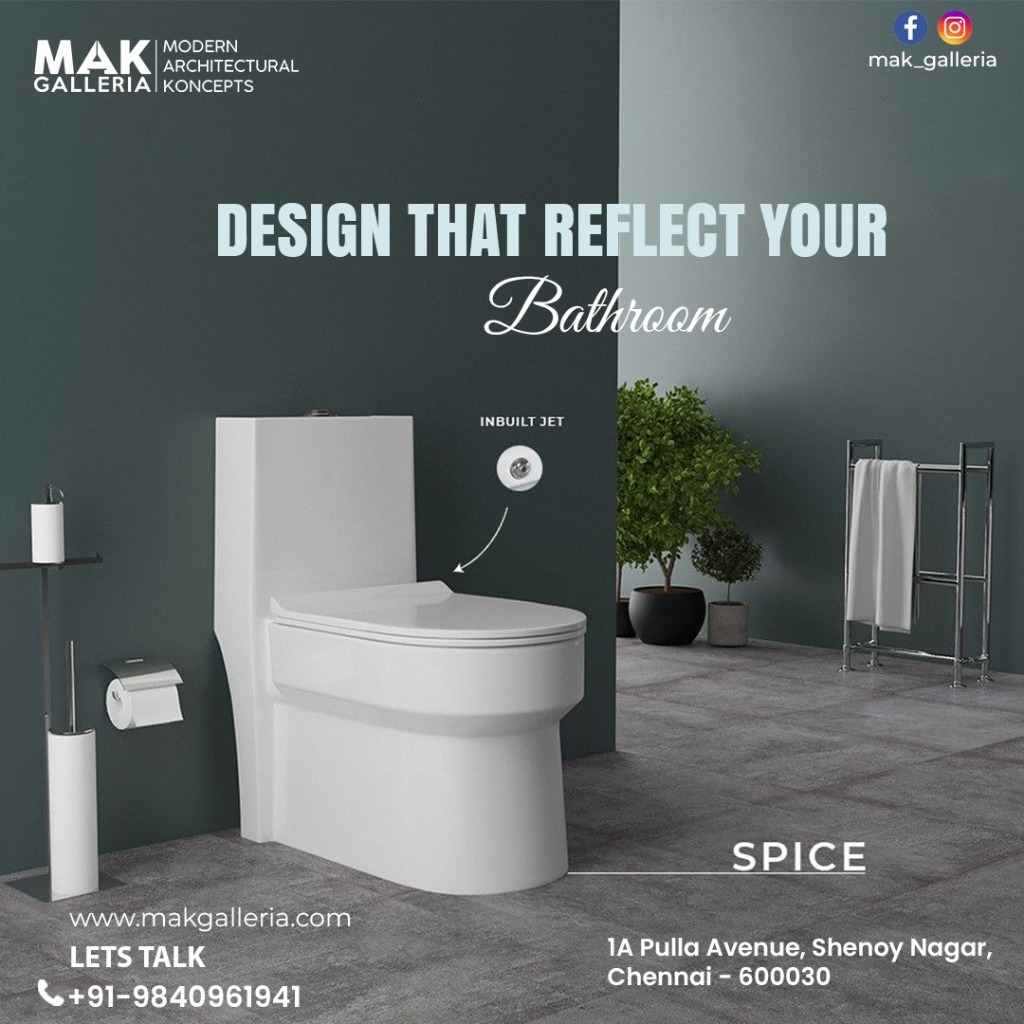 MAK
GALLERIA
MODERN
ARCHITECTURAL
KONCEPTS
mak_galleria
DESIGN THAT REFLECT YOUR
Bathroom
INBUILT JET
SPICE
www.makgalleria.com
LETS TALK
+91-9840961941
1A Pulla Avenue, Shenoy Nagar,
Chennai - 600030